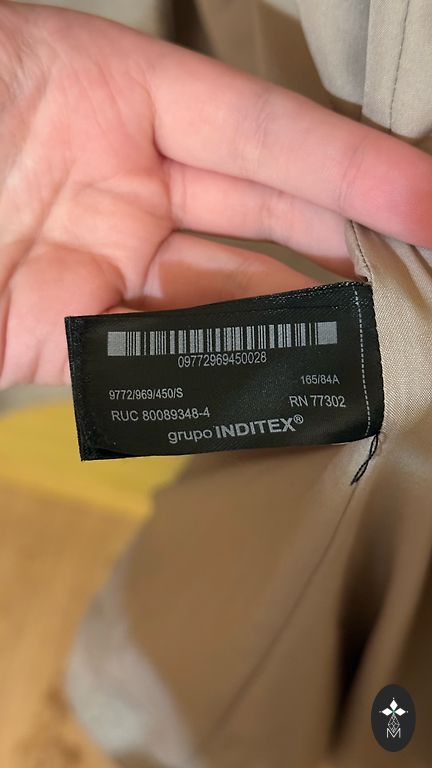 09772969450028
9772/969/450/S 165/84A
RUC 80089348-4 RN 77302
grupo INDITEX®
M